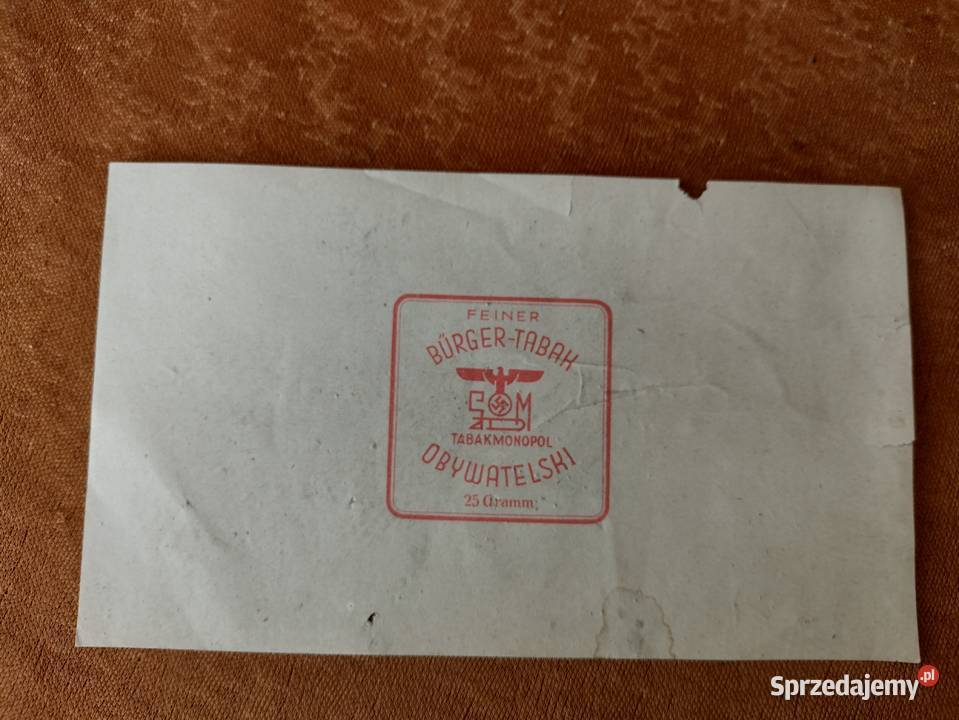 FEINER
BÜRGER-TABAK
TABAKMONOPOL
OBYWATELSKI
25 Gramm
Sprzedajemy.pl